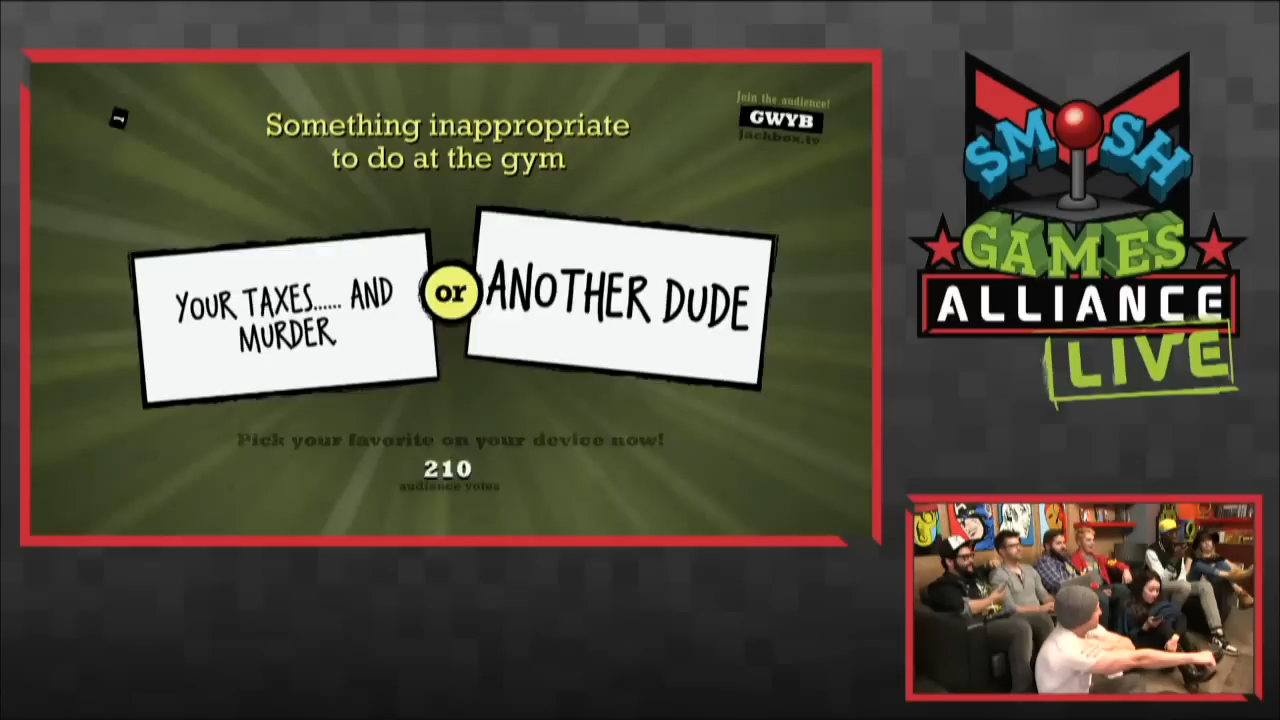 1
Something inappropriate
to do at the gym
Join the audience!
GWYB
jackbox.tv
YOUR TAXES...... AND
MURDER
or
ANOTHER DUDE
Pick your favorite on your device now!
210
audience votes
SMOSH
GAMES
ALLIANCE
LIVE